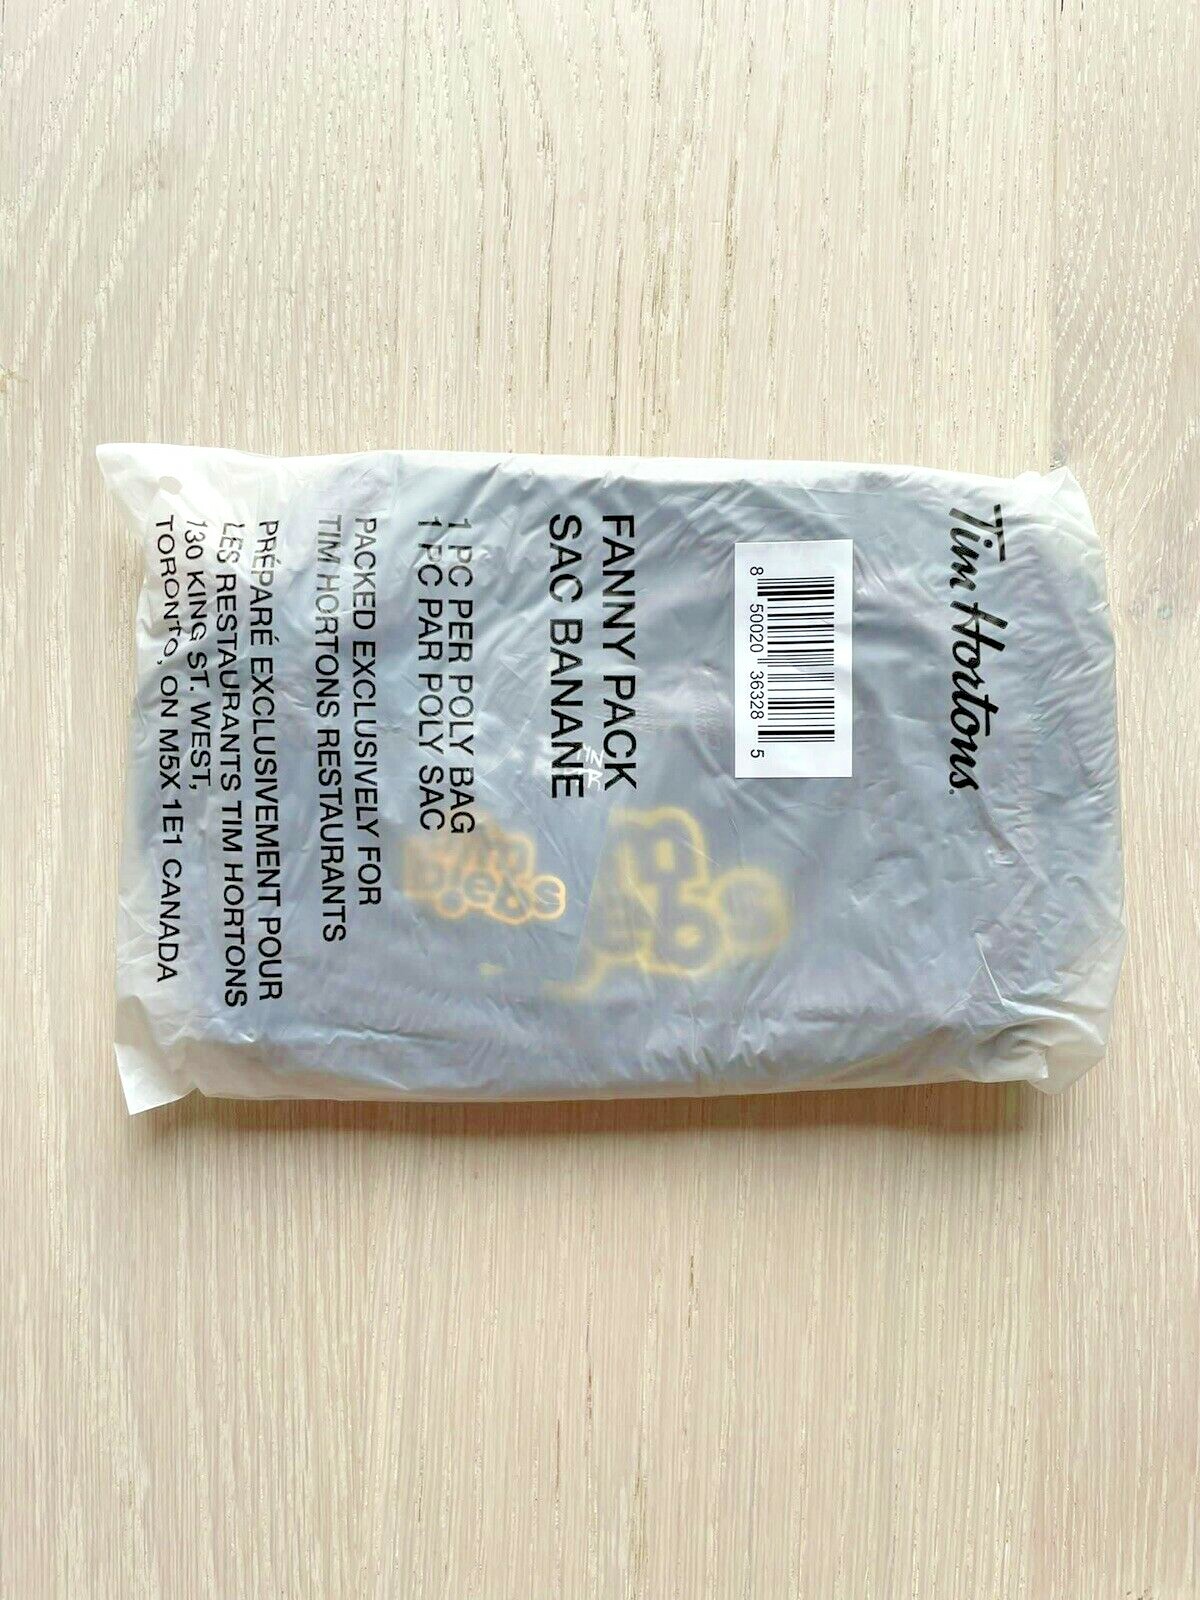 Tim Hortons
8 50020 36328 5
FANNY PACK
SAC BANANE
1 PC PER POLY BAG
1 PC PAR POLY SAC
PACKED EXCLUSIVELY FOR
TIM HORTONS RESTAURANTS
PRÉPARÉ EXCLUSIVEMENT POUR
LES RESTAURANTS TIM HORTONS
130 KING ST. WEST,
TORONTO, ON M5X 1E1 CANADA
tim
biebs